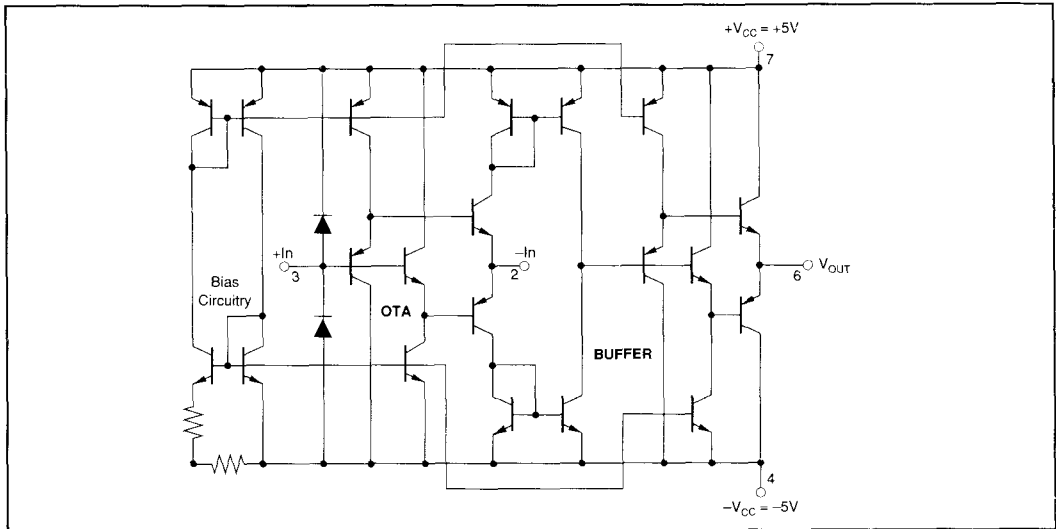 +V_CC = +5V
7
+In
3
–In
2
Bias
Circuitry
OTA
BUFFER
6
V_OUT
4
–V_CC = –5V